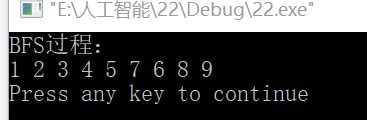 "E:\人工智能\22\Debug\22.exe"
BFS过程：
1 2 3 4 5 7 6 8 9
Press any key to continue